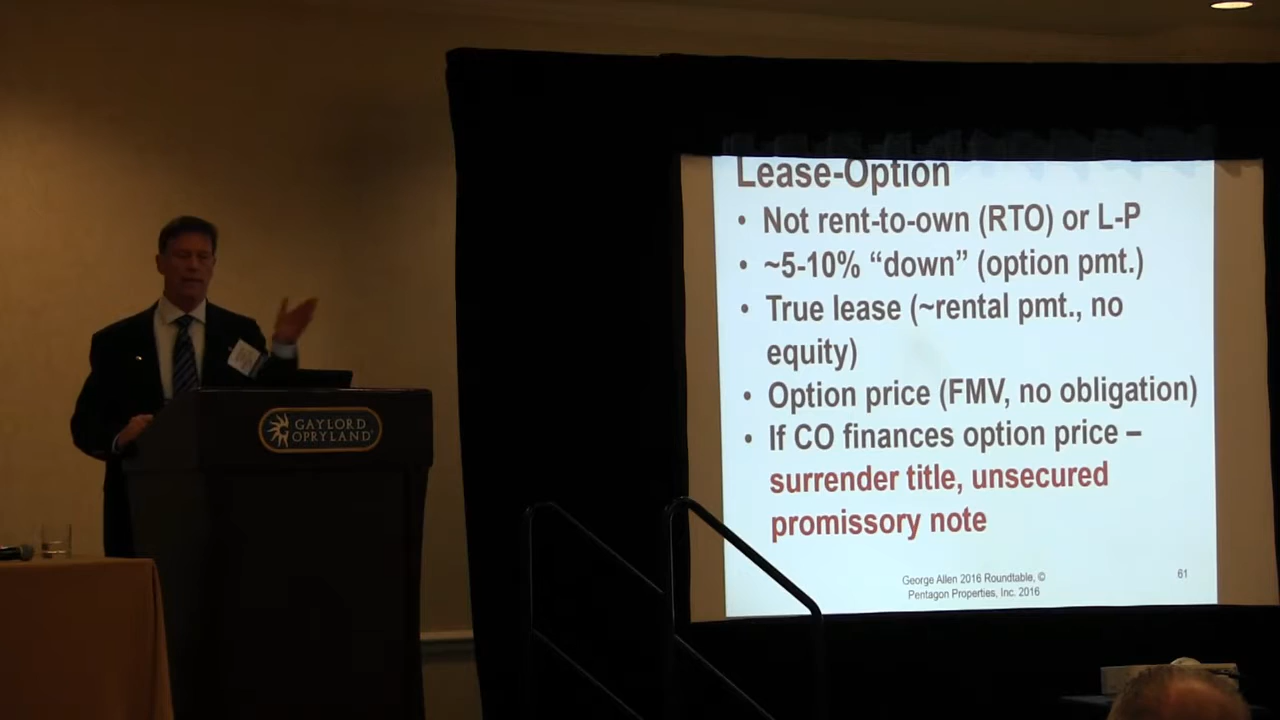 GAYLORD
OPRYLAND
Lease-Option
• Not rent-to-own (RTO) or L-P
• ~5-10% “down” (option pmt.)
• True lease (~rental pmt., no
equity)
• Option price (FMV, no obligation)
• If CO finances option price –
surrender title, unsecured
promissory note
George Allen 2016 Roundtable, ©
Pentagon Properties, Inc. 2016
61